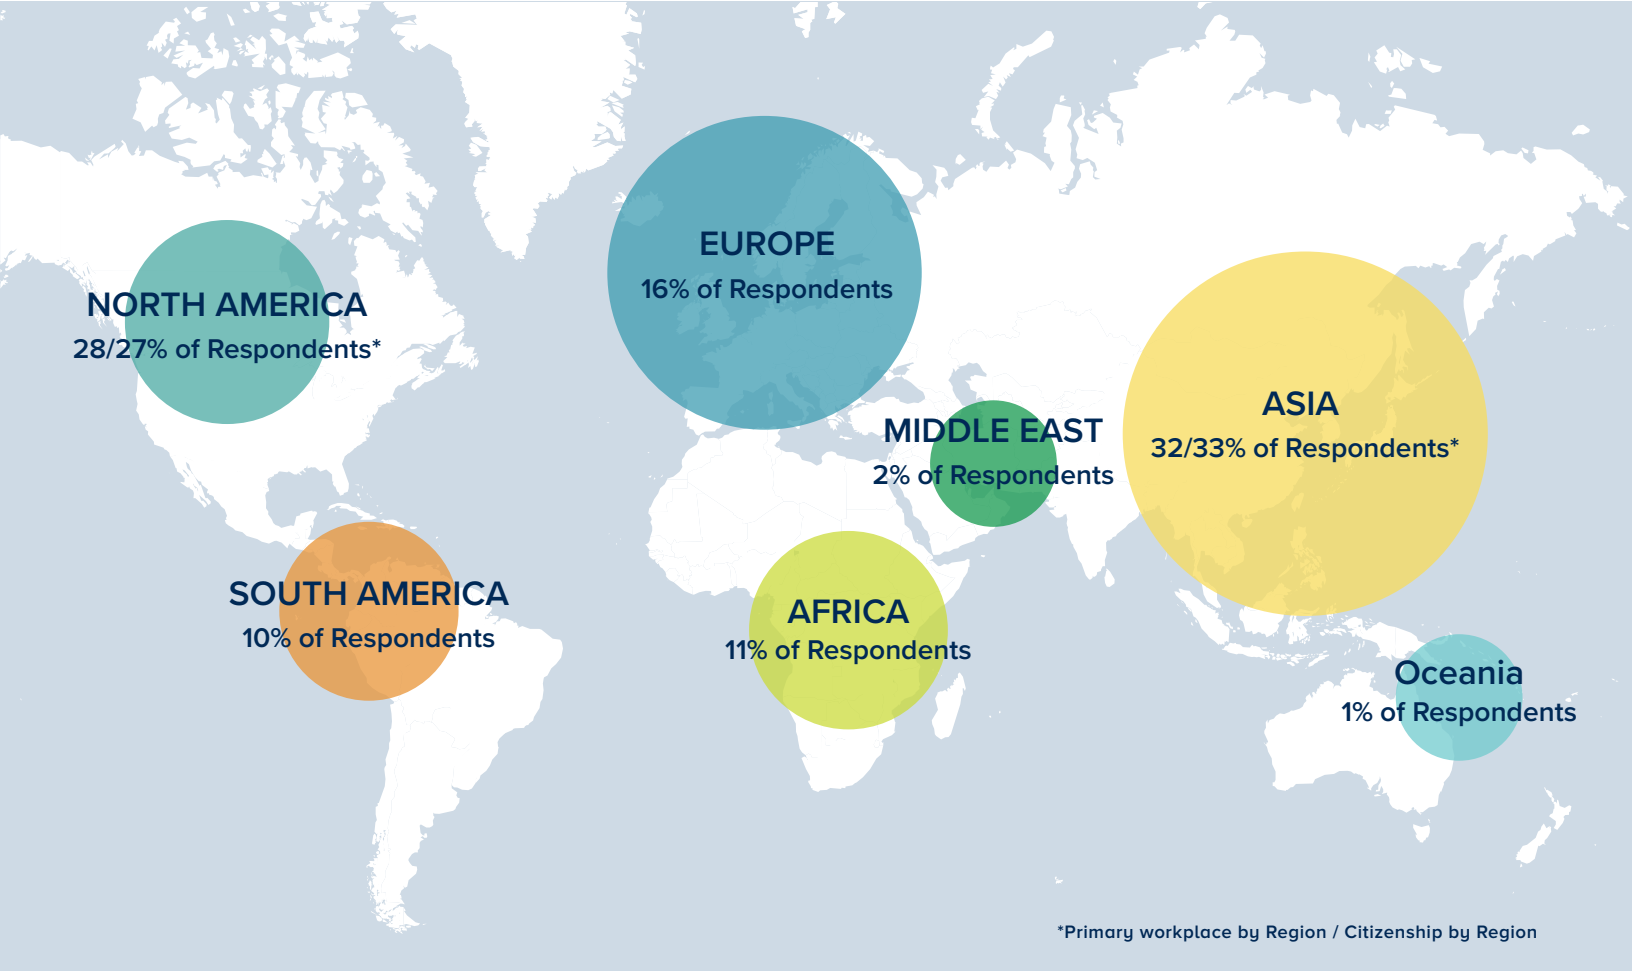 EUROPE
16% of Respondents
NORTH AMERICA
28/27% of Respondents*
ASIA
32/33% of Respondents*
MIDDLE EAST
2% of Respondents
SOUTH AMERICA
10% of Respondents
AFRICA
11% of Respondents
Oceania
1% of Respondents
*Primary workplace by Region / Citizenship by Region